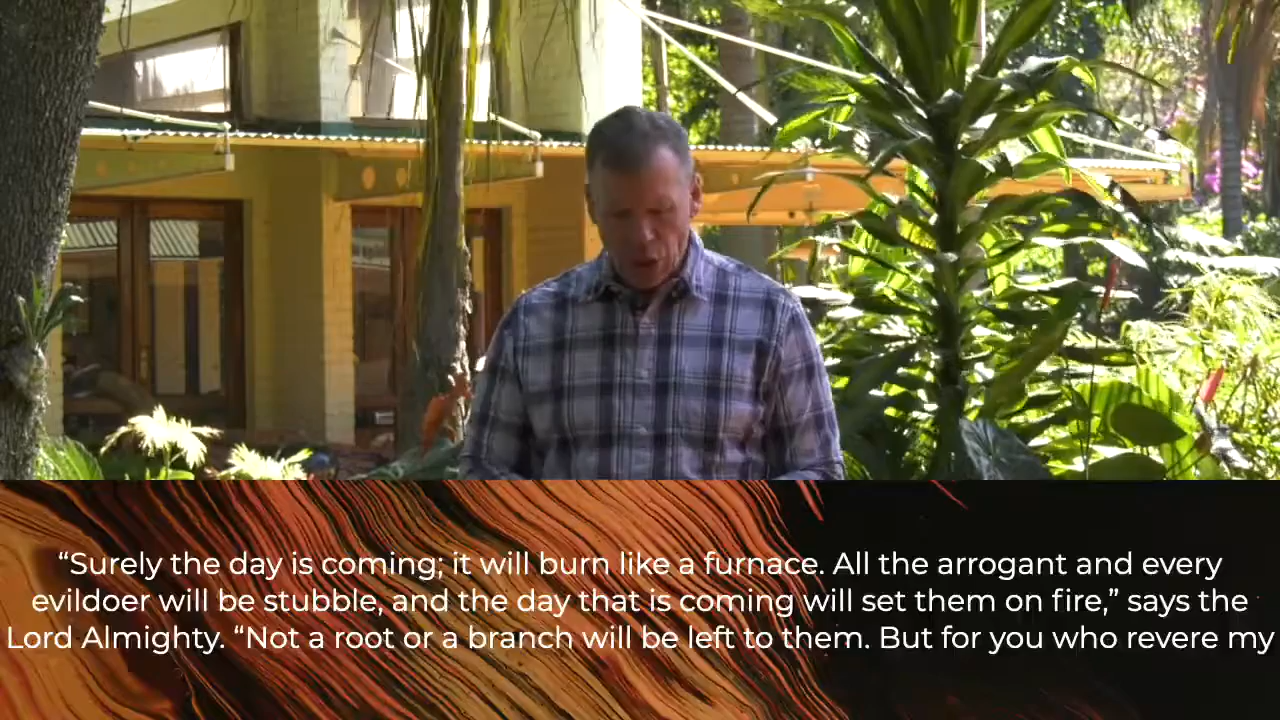 “Surely the day is coming; it will burn like a furnace. All the arrogant and every
evildoer will be stubble, and the day that is coming will set them on fire,” says the
Lord Almighty. “Not a root or a branch will be left to them. But for you who revere my